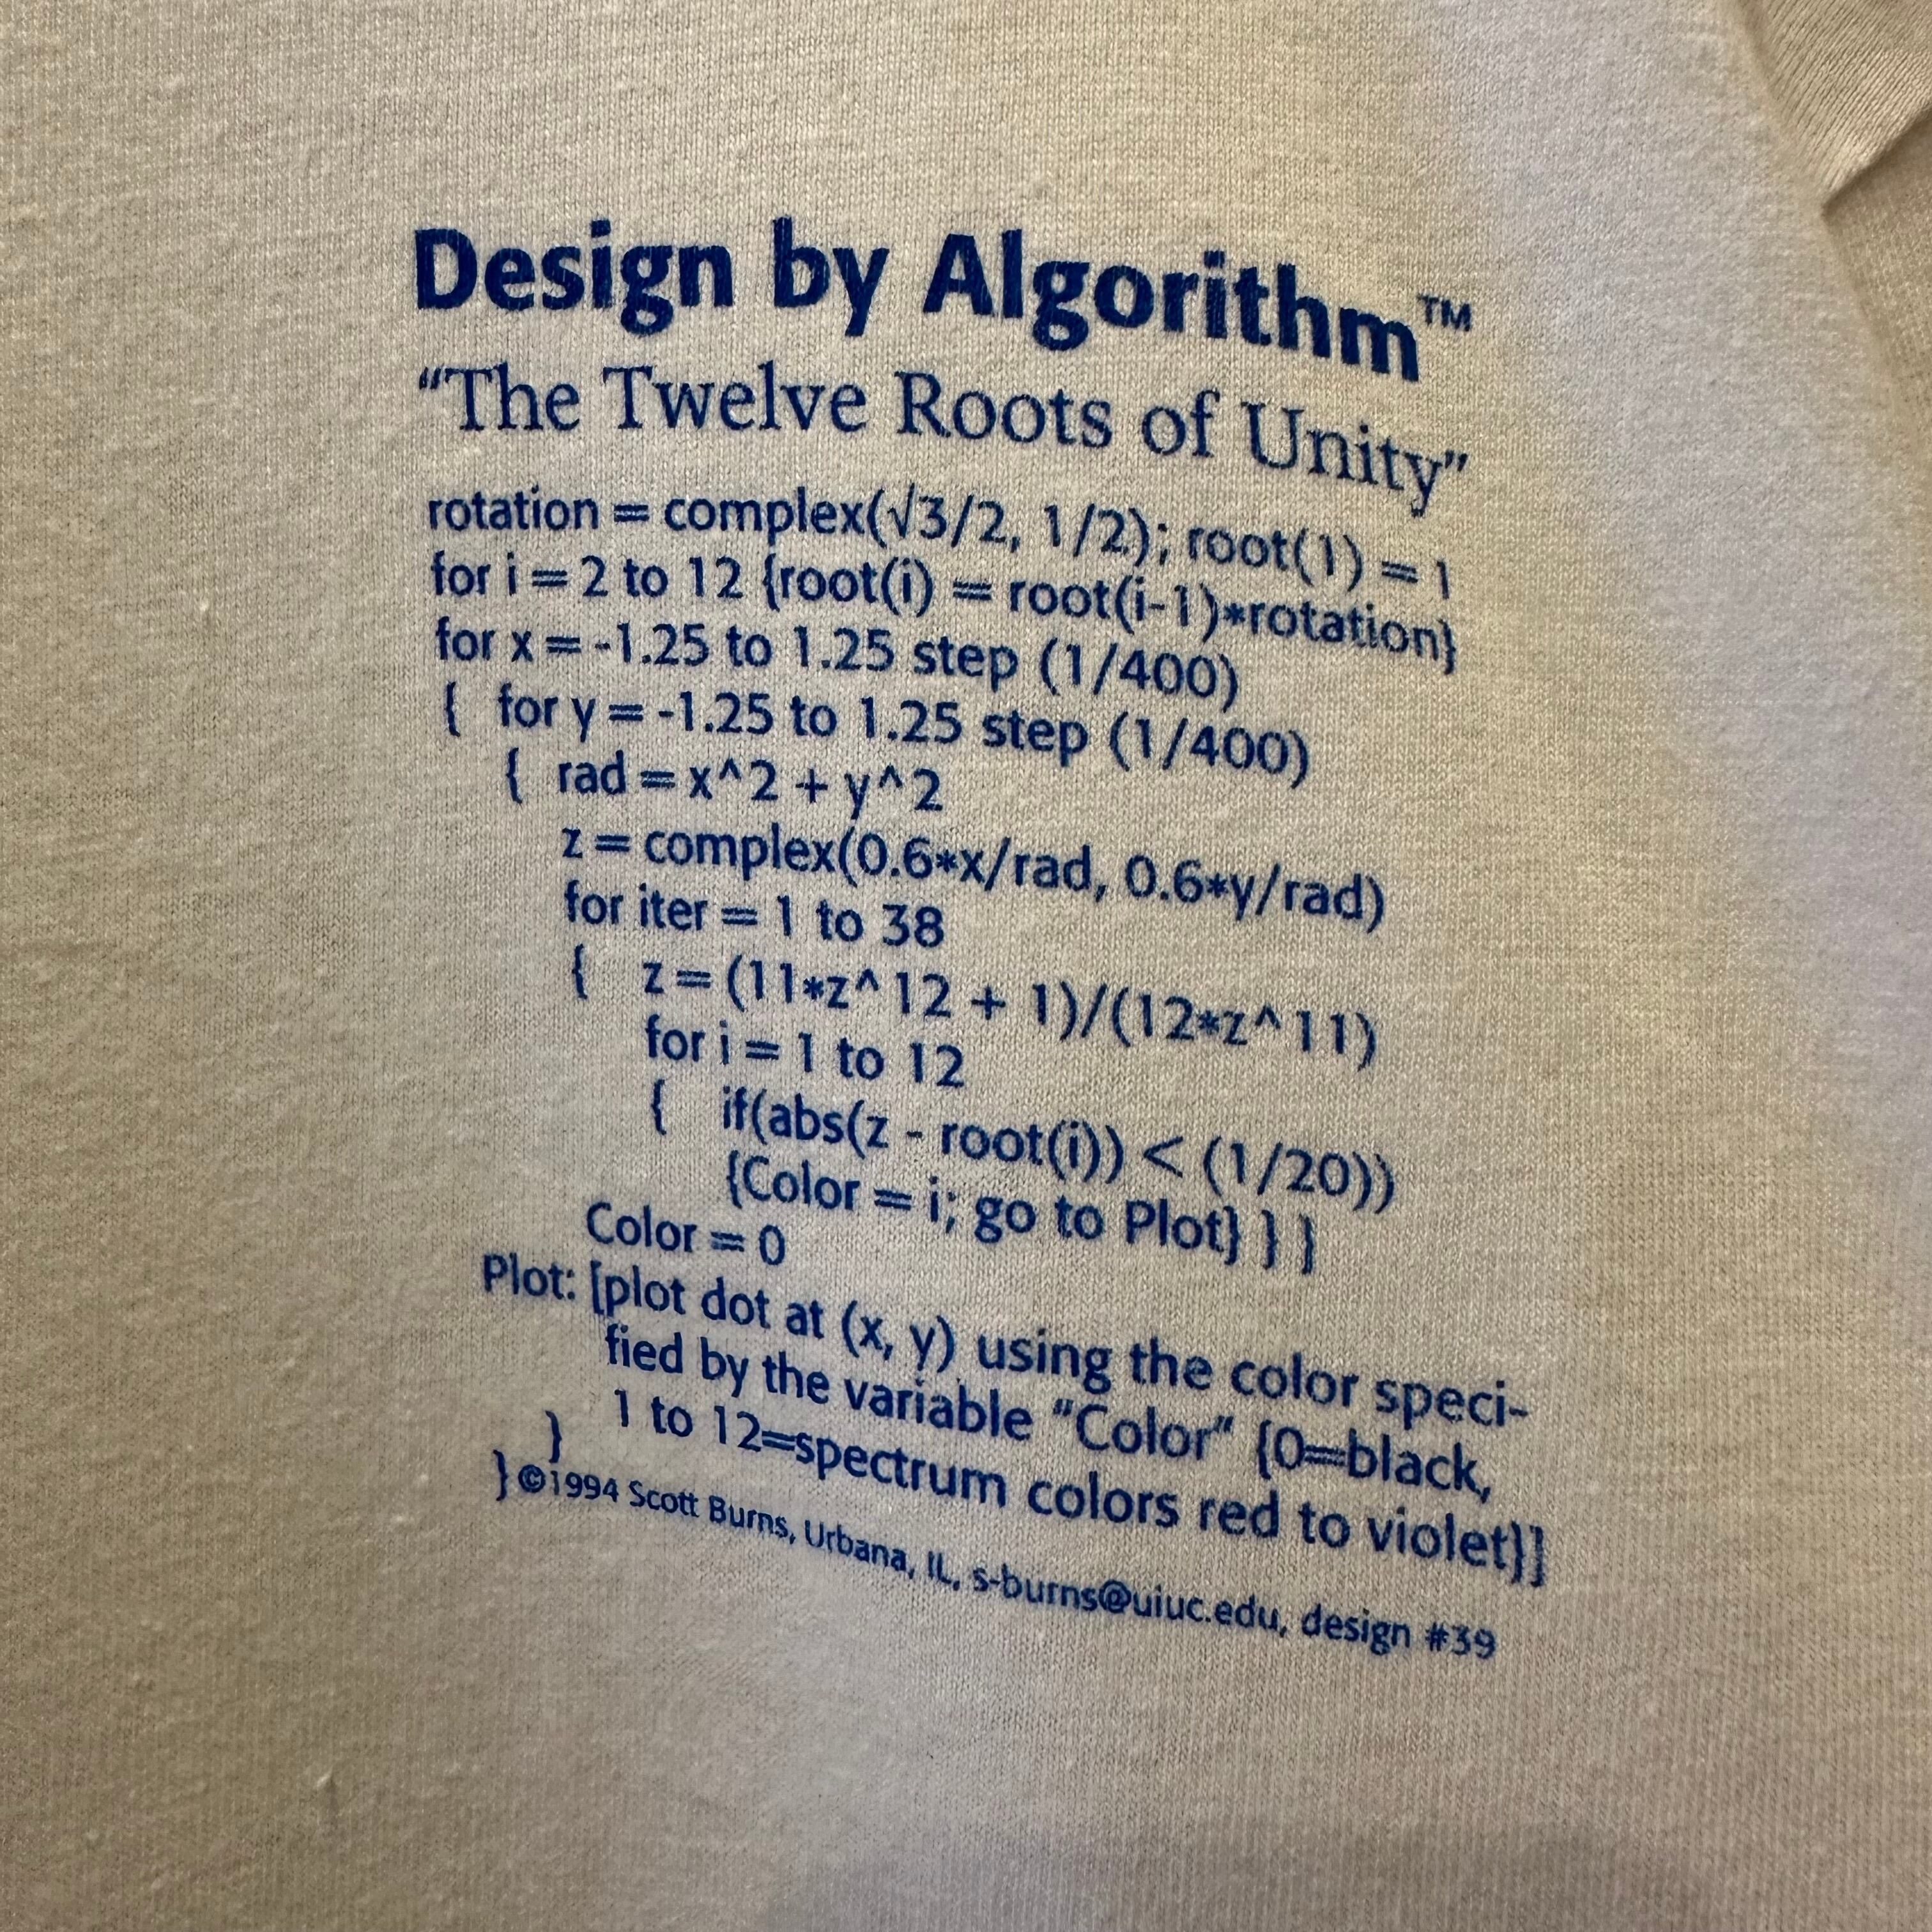 Design by Algorithm™
“The Twelve Roots of Unity”
rotation = complex(√3/2, 1/2); root(1) = 1
for i = 2 to 12 {root(i) = root(i-1)*rotation}
for x = -1.25 to 1.25 step (1/400)
{ for y = -1.25 to 1.25 step (1/400)
{ rad = x^2 + y^2
z = complex(0.6*x/rad, 0.6*y/rad)
for iter = 1 to 38
{ z = (11*z^12 + 1)/(12*z^11)
for i = 1 to 12
{ if(abs(z - root(i)) < (1/20))
{Color = i; go to Plot} } }
Color = 0
Plot: [plot dot at (x, y) using the color speci-
fied by the variable “Color” {0=black,
1 to 12=spectrum colors red to violet}]
}
} ©1994 Scott Burns, Urbana, IL, s-burns@uiuc.edu, design #39